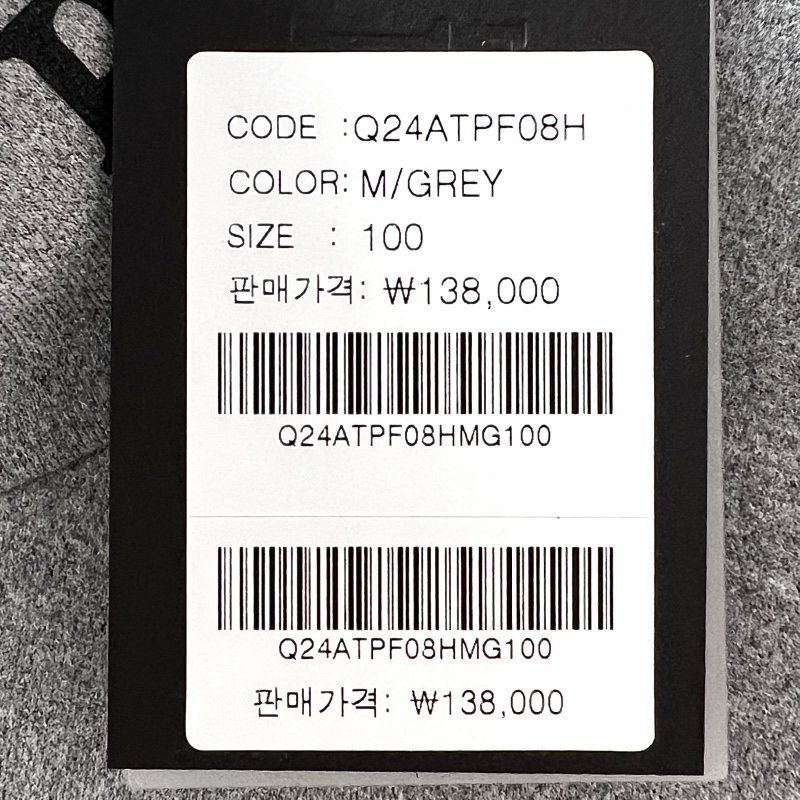 CODE :Q24ATPF08H
COLOR: M/GREY
SIZE : 100
판매가격: ₩138,000
Q24ATPF08HMG100
Q24ATPF08HMG100
판매가격: ₩138,000